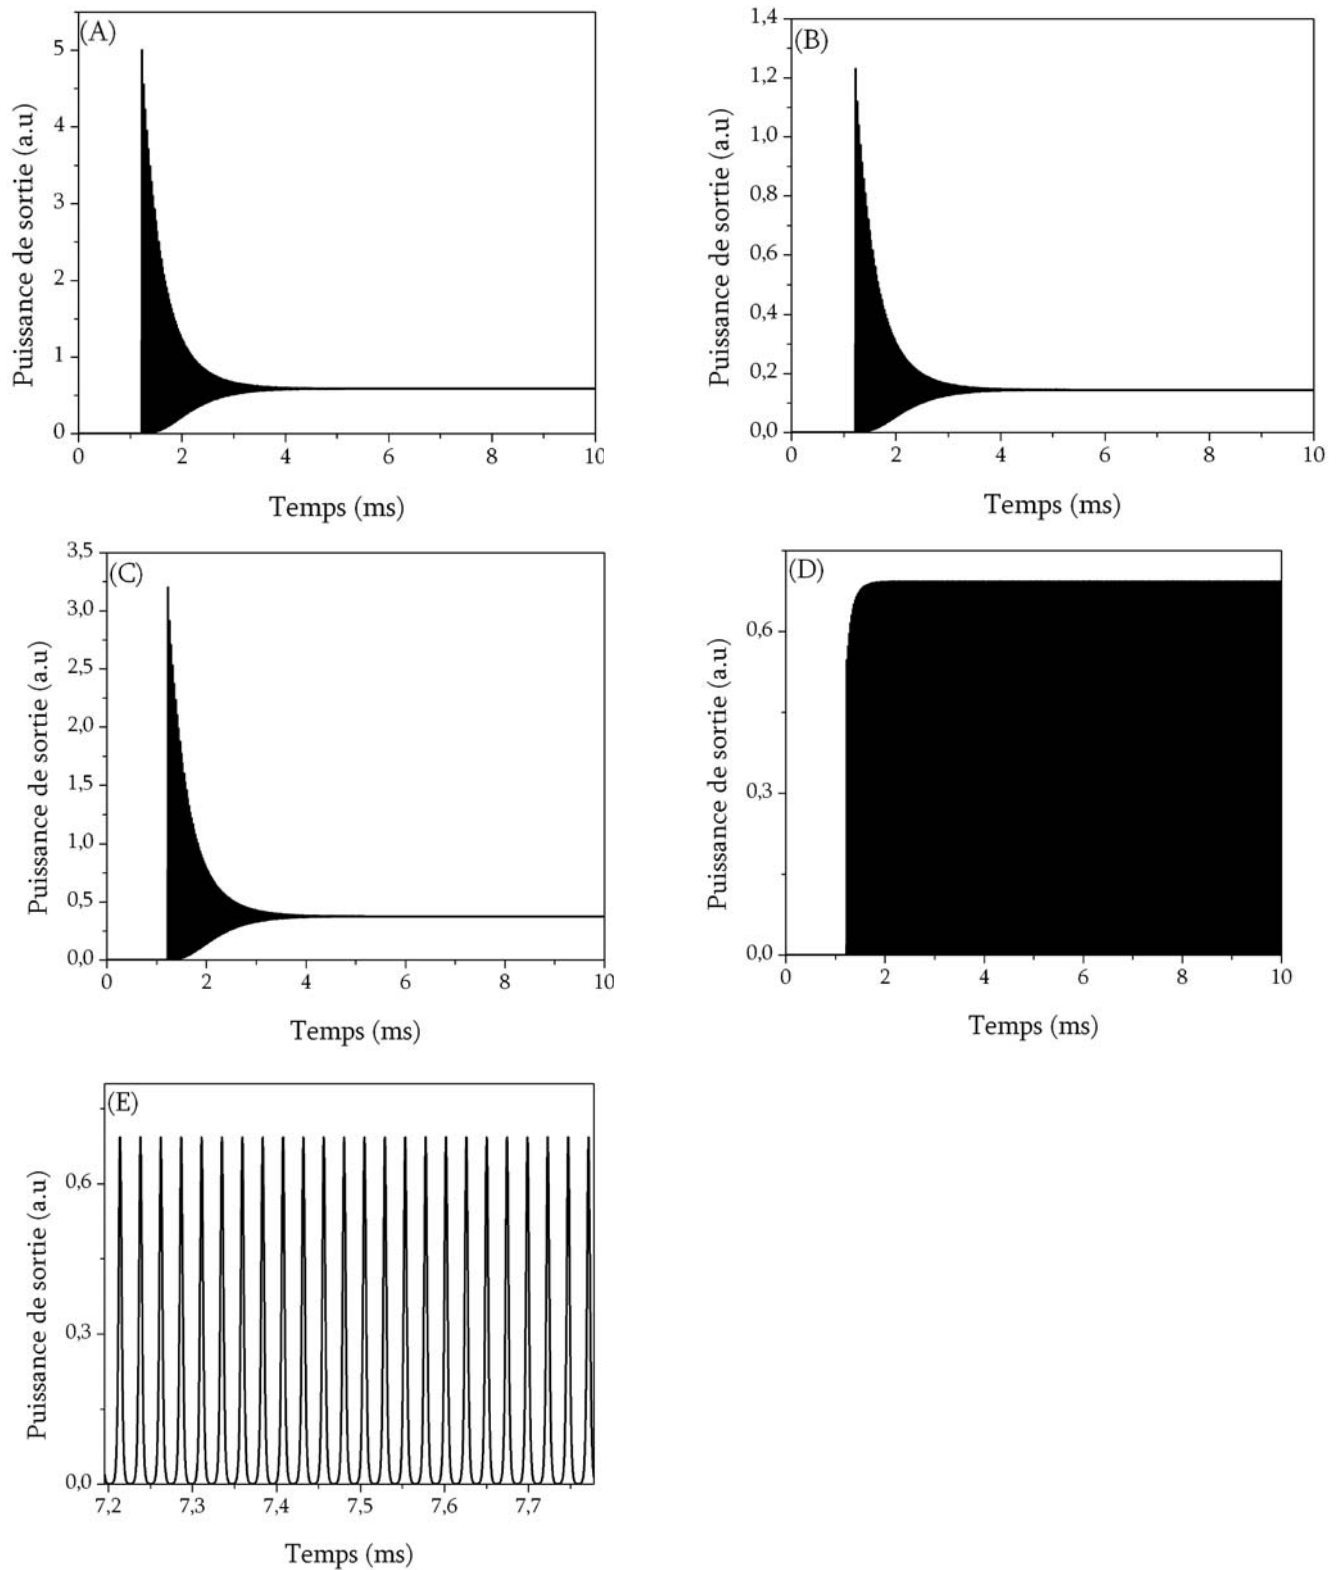 (A)
Puissance de sortie (a.u)
5
4
3
2
1
0
0 2 4 6 8 10
Temps (ms)
(B)
Puissance de sortie (a.u)
1,4
1,2
1,0
0,8
0,6
0,4
0,2
0,0
0 2 4 6 8 10
Temps (ms)
(C)
Puissance de sortie (a.u)
3,5
3,0
2,5
2,0
1,5
1,0
0,5
0,0
0 2 4 6 8 10
Temps (ms)
(D)
Puissance de sortie (a.u)
0,6
0,3
0,0
0 2 4 6 8 10
Temps (ms)
(E)
Puissance de sortie (a.u)
0,6
0,3
0,0
7,2 7,3 7,4 7,5 7,6 7,7
Temps (ms)